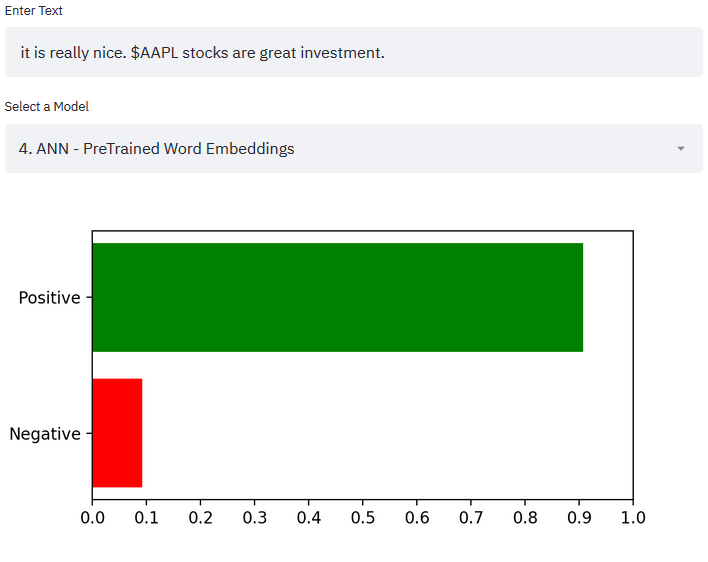 Enter Text
it is really nice. $AAPL stocks are great investment.
Select a Model
4. ANN - PreTrained Word Embeddings
Positive
Negative
0.0 0.1 0.2 0.3 0.4 0.5 0.6 0.7 0.8 0.9 1.0